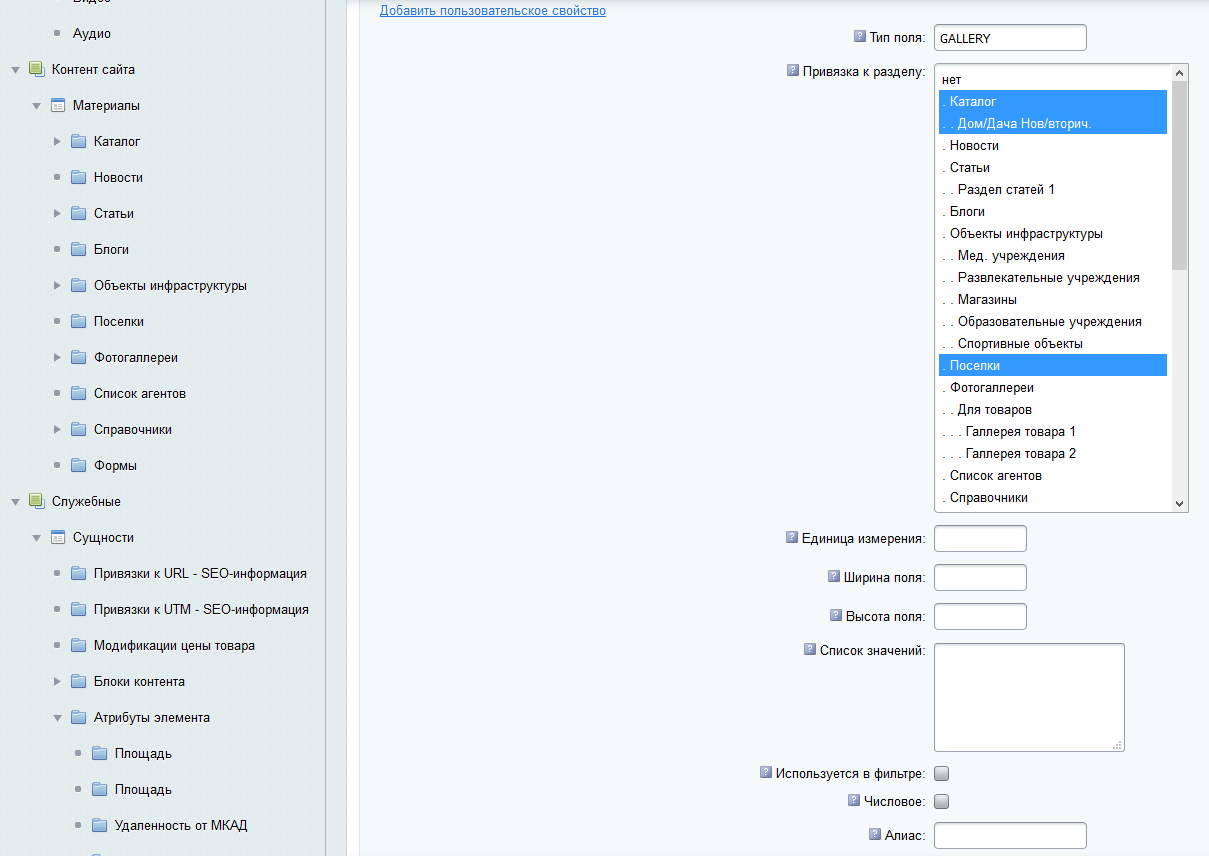 Видео
Аудио
Контент сайта
Материалы
Каталог
Новости
Статьи
Блоги
Объекты инфраструктуры
Поселки
Фотогаллереи
Список агентов
Справочники
Формы
Служебные
Сущности
Привязки к URL - SEO-информация
Привязки к UTM - SEO-информация
Модификации цены товара
Блоки контента
Атрибуты элемента
Площадь
Площадь
Удаленность от МКАД
Добавить пользовательское свойство
? Тип поля: GALLERY
? Привязка к разделу:
нет
. Каталог
. . Дом/Дача Нов/вторич.
. Новости
. Статьи
. . Раздел статей 1
. Блоги
. Объекты инфраструктуры
. . Мед. учреждения
. . Развлекательные учреждения
. . Магазины
. . Образовательные учреждения
. . Спортивные объекты
. Поселки
. Фотогаллереи
. . Для товаров
. . . Галлерея товара 1
. . . Галлерея товара 2
. Список агентов
. Справочники
? Единица измерения:
? Ширина поля:
? Высота поля:
? Список значений:
? Используется в фильтре:
? Числовое:
? Алиас: